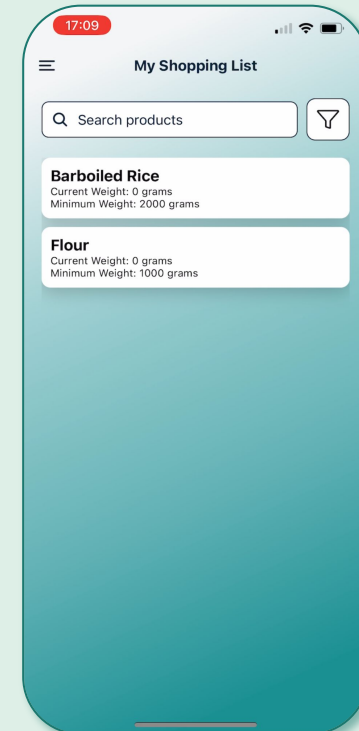 17:09
My Shopping List
Search products
Barboiled Rice
Current Weight: 0 grams
Minimum Weight: 2000 grams
Flour
Current Weight: 0 grams
Minimum Weight: 1000 grams